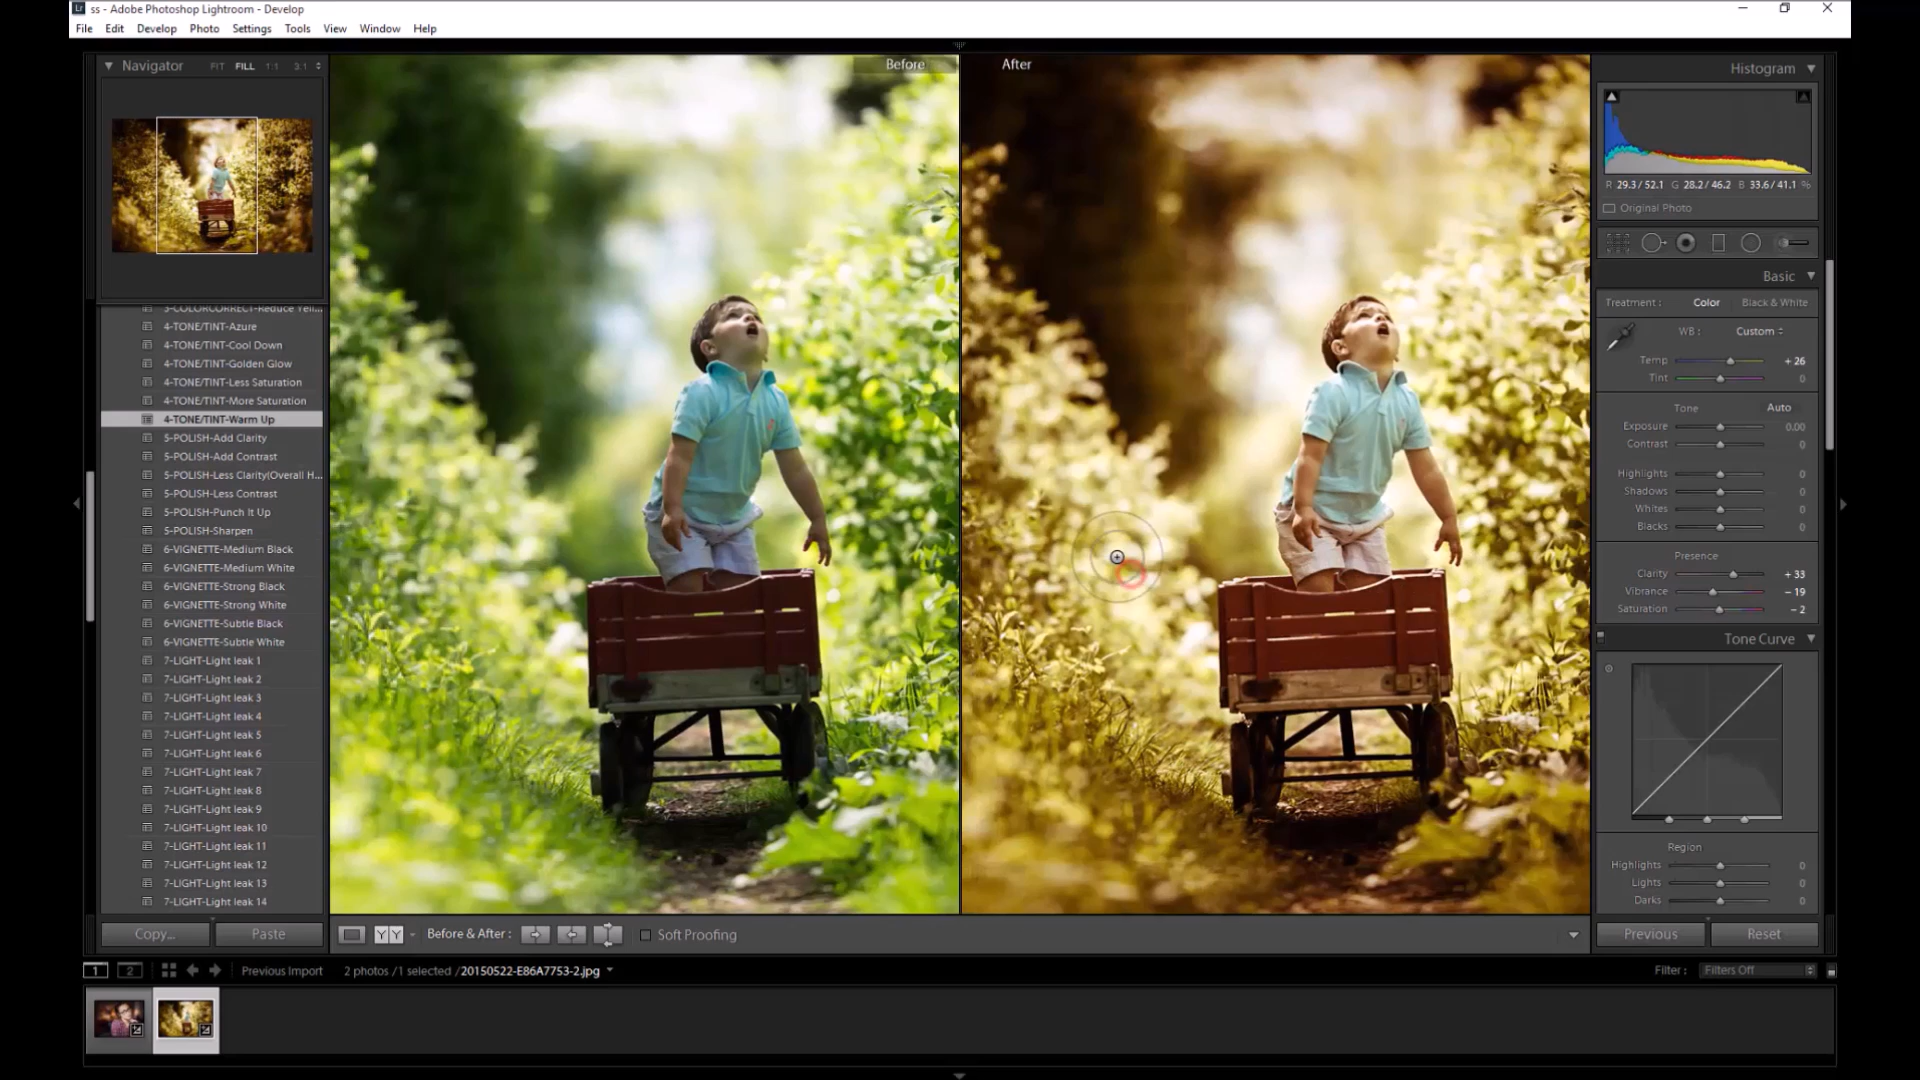 Lr ss - Adobe Photoshop Lightroom - Develop
File Edit Develop Photo Settings Tools View Window Help
Navigator FIT FILL 1:1 3:1
3-COLORCORRECT-Reduce Yell...
4-TONE/TINT-Azure
4-TONE/TINT-Cool Down
4-TONE/TINT-Golden Glow
4-TONE/TINT-Less Saturation
4-TONE/TINT-More Saturation
4-TONE/TINT-Warm Up
5-POLISH-Add Clarity
5-POLISH-Add Contrast
5-POLISH-Less Clarity(Overall H...
5-POLISH-Less Contrast
5-POLISH-Punch It Up
5-POLISH-Sharpen
6-VIGNETTE-Medium Black
6-VIGNETTE-Medium White
6-VIGNETTE-Strong Black
6-VIGNETTE-Strong White
6-VIGNETTE-Subtle Black
6-VIGNETTE-Subtle White
7-LIGHT-Light leak 1
7-LIGHT-Light leak 2
7-LIGHT-Light leak 3
7-LIGHT-Light leak 4
7-LIGHT-Light leak 5
7-LIGHT-Light leak 6
7-LIGHT-Light leak 7
7-LIGHT-Light leak 8
7-LIGHT-Light leak 9
7-LIGHT-Light leak 10
7-LIGHT-Light leak 11
7-LIGHT-Light leak 12
7-LIGHT-Light leak 13
7-LIGHT-Light leak 14
Copy... Paste
Before
After
Histogram
R 29.3 / 52.1 G 28.2 / 46.2 B 33.6 / 41.1 %
Original Photo
Basic
Treatment : Color Black & White
WB : Custom
Temp + 26
Tint 0
Tone Auto
Exposure 0.00
Contrast 0
Highlights 0
Shadows 0
Whites 0
Blacks 0
Presence
Clarity + 33
Vibrance - 19
Saturation - 2
Tone Curve
Region
Highlights 0
Lights 0
Darks 0
Previous Reset
YY Before & After : Soft Proofing
1 2 Previous Import 2 photos / 1 selected / 20150522-E86A7753-2.jpg Filter : Filters Off